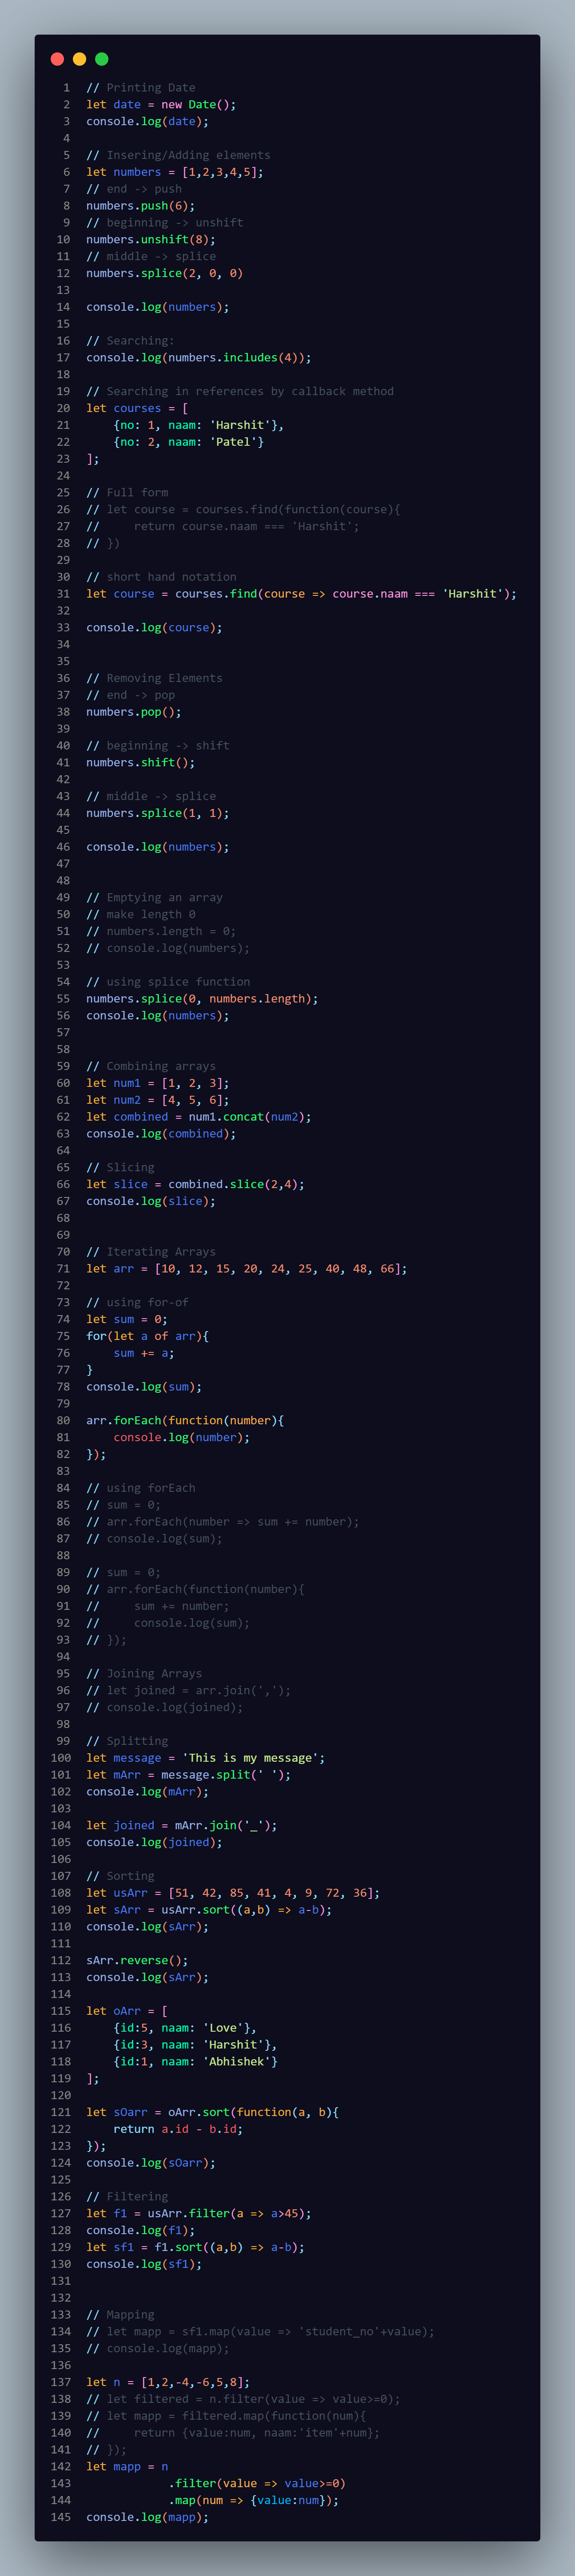 1 // Printing Date
2 let date = new Date();
3 console.log(date);
4
5 // Insering/Adding elements
6 let numbers = [1,2,3,4,5];
7 // end -> push
8 numbers.push(6);
9 // beginning -> unshift
10 numbers.unshift(8);
11 // middle -> splice
12 numbers.splice(2, 0, 0)
13
14 console.log(numbers);
15
16 // Searching:
17 console.log(numbers.includes(4));
18
19 // Searching in references by callback method
20 let courses = [
21     {no: 1, naam: 'Harshit'},
22     {no: 2, naam: 'Patel'}
23 ];
24
25 // Full form
26 // let course = courses.find(function(course){
27 //     return course.naam === 'Harshit';
28 // })
29
30 // short hand notation
31 let course = courses.find(course => course.naam === 'Harshit');
32
33 console.log(course);
34
35
36 // Removing Elements
37 // end -> pop
38 numbers.pop();
39
40 // beginning -> shift
41 numbers.shift();
42
43 // middle -> splice
44 numbers.splice(1, 1);
45
46 console.log(numbers);
47
48
49 // Emptying an array
50 // make length 0
51 // numbers.length = 0;
52 // console.log(numbers);
53
54 // using splice function
55 numbers.splice(0, numbers.length);
56 console.log(numbers);
57
58
59 // Combining arrays
60 let num1 = [1, 2, 3];
61 let num2 = [4, 5, 6];
62 let combined = num1.concat(num2);
63 console.log(combined);
64
65 // Slicing
66 let slice = combined.slice(2,4);
67 console.log(slice);
68
69
70 // Iterating Arrays
71 let arr = [10, 12, 15, 20, 24, 25, 40, 48, 66];
72
73 // using for-of
74 let sum = 0;
75 for(let a of arr){
76     sum += a;
77 }
78 console.log(sum);
79
80 arr.forEach(function(number){
81     console.log(number);
82 });
83
84 // using forEach
85 // sum = 0;
86 // arr.forEach(number => sum += number);
87 // console.log(sum);
88
89 // sum = 0;
90 // arr.forEach(function(number){
91 //     sum += number;
92 //     console.log(sum);
93 // });
94
95 // Joining Arrays
96 // let joined = arr.join(',');
97 // console.log(joined);
98
99 // Splitting
100 let message = 'This is my message';
101 let mArr = message.split(' ');
102 console.log(mArr);
103
104 let joined = mArr.join('_');
105 console.log(joined);
106
107 // Sorting
108 let usArr = [51, 42, 85, 41, 4, 9, 72, 36];
109 let sArr = usArr.sort((a,b) => a-b);
110 console.log(sArr);
111
112 sArr.reverse();
113 console.log(sArr);
114
115 let oArr = [
116     {id:5, naam: 'Love'},
117     {id:3, naam: 'Harshit'},
118     {id:1, naam: 'Abhishek'}
119 ];
120
121 let sOarr = oArr.sort(function(a, b){
122     return a.id - b.id;
123 });
124 console.log(sOarr);
125
126 // Filtering
127 let f1 = usArr.filter(a => a>45);
128 console.log(f1);
129 let sf1 = f1.sort((a,b) => a-b);
130 console.log(sf1);
131
132
133 // Mapping
134 // let mapp = sf1.map(value => 'student_no'+value);
135 // console.log(mapp);
136
137 let n = [1,2,-4,-6,5,8];
138 // let filtered = n.filter(value => value>=0);
139 // let mapp = filtered.map(function(num){
140 //     return {value:num, naam:'item'+num};
141 // });
142 let mapp = n
143             .filter(value => value>=0)
144             .map(num => {value:num});
145 console.log(mapp);